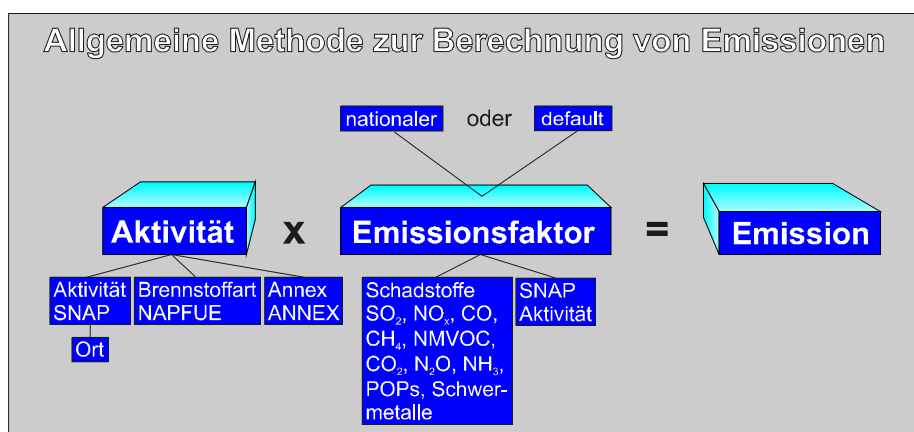 Allgemeine Methode zur Berechnung von Emissionen
nationaler oder default
Aktivität x Emissionsfaktor = Emission
Aktivität
SNAP
Ort
Brennstoffart
NAPFUE
Annex
ANNEX
Schadstoffe
SO₂, NOₓ, CO,
CH₄, NMVOC,
CO₂, N₂O, NH₃,
POPs, Schwer-
metalle
SNAP
Aktivität